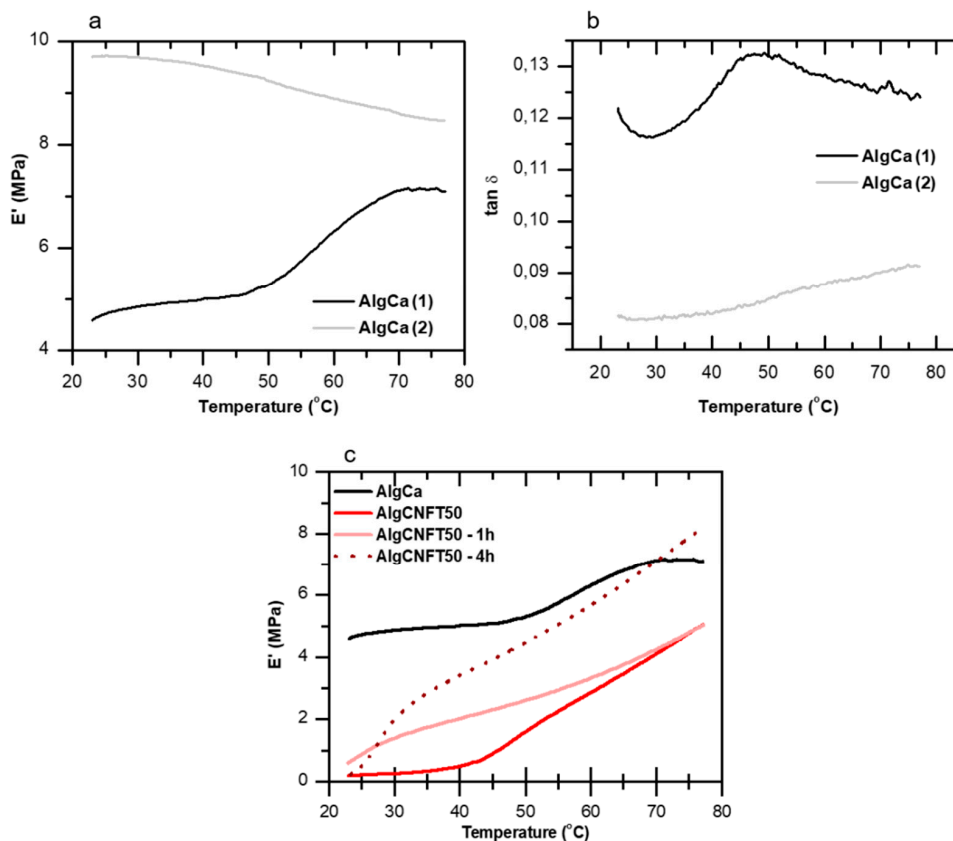 a
10
8
6
4
E' (MPa)
AlgCa (1)
AlgCa (2)
20 30 40 50 60 70 80
Temperature (°C)
b
0,13
0,12
0,11
0,10
0,09
0,08
tan δ
AlgCa (1)
AlgCa (2)
20 30 40 50 60 70 80
Temperature (°C)
c
10
8
6
4
2
0
E' (MPa)
AlgCa
AlgCNFT50
AlgCNFT50 - 1h
AlgCNFT50 - 4h
20 30 40 50 60 70 80
Temperature (°C)